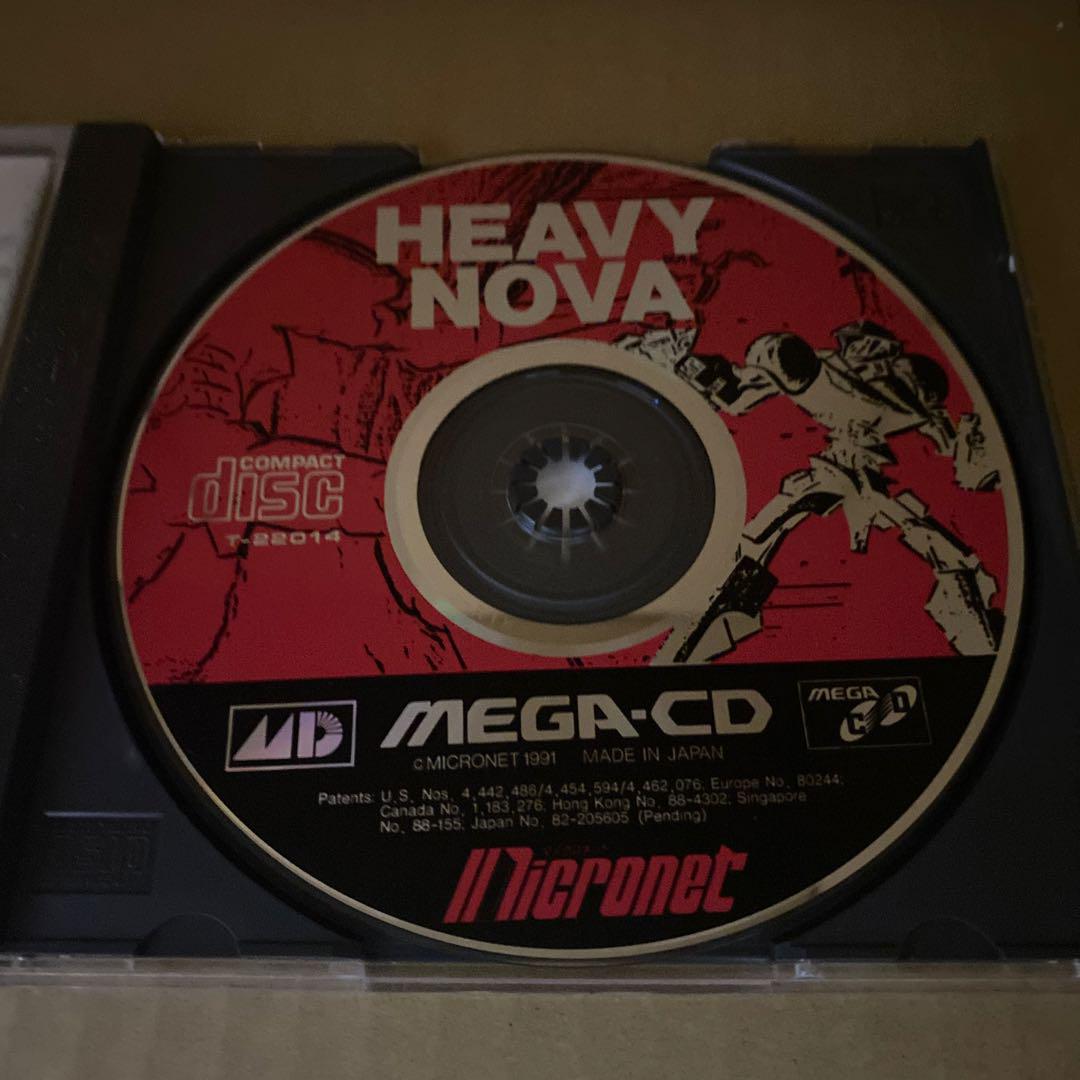 HEAVY
NOVA
COMPACT
disc
T-22014
MD
MEGA-CD
MEGA
CD
© MICRONET 1991 MADE IN JAPAN
Patents: U.S. Nos. 4,442,486/4,454,594/4,462,076, Europe No. 80244,
Canada No. 1,183,276, Hong Kong No. 88-4302, Singapore
No. 88-155, Japan No. 82-205605 (Pending)
Micronet